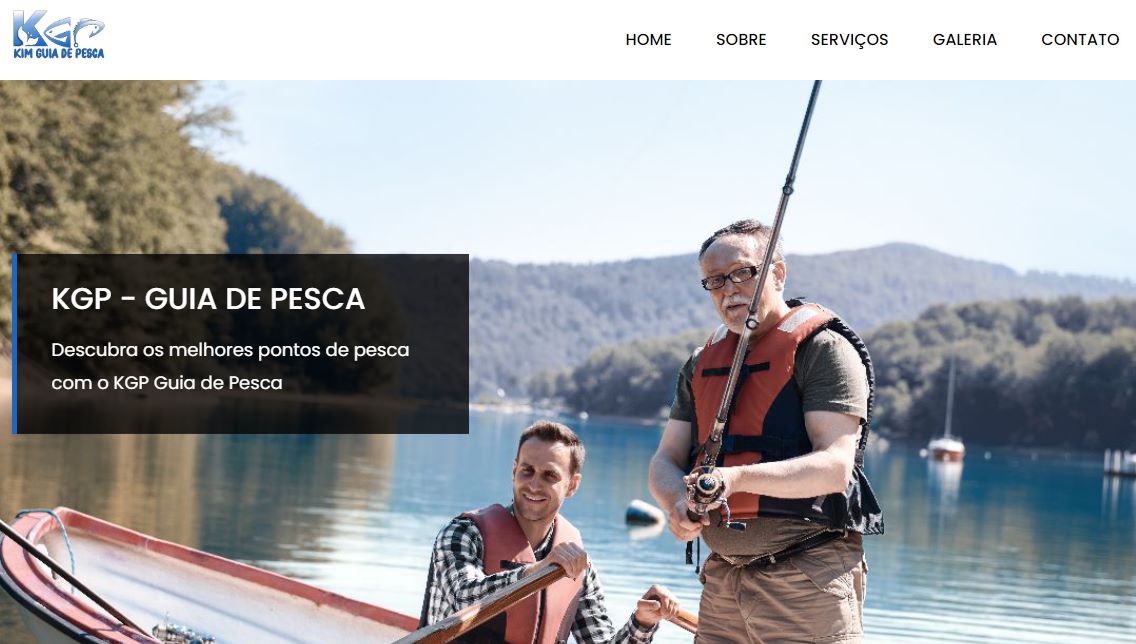 KGP
KIM GUIA DE PESCA
HOME
SOBRE
SERVIÇOS
GALERIA
CONTATO
KGP - GUIA DE PESCA
Descubra os melhores pontos de pesca
com o KGP Guia de Pesca